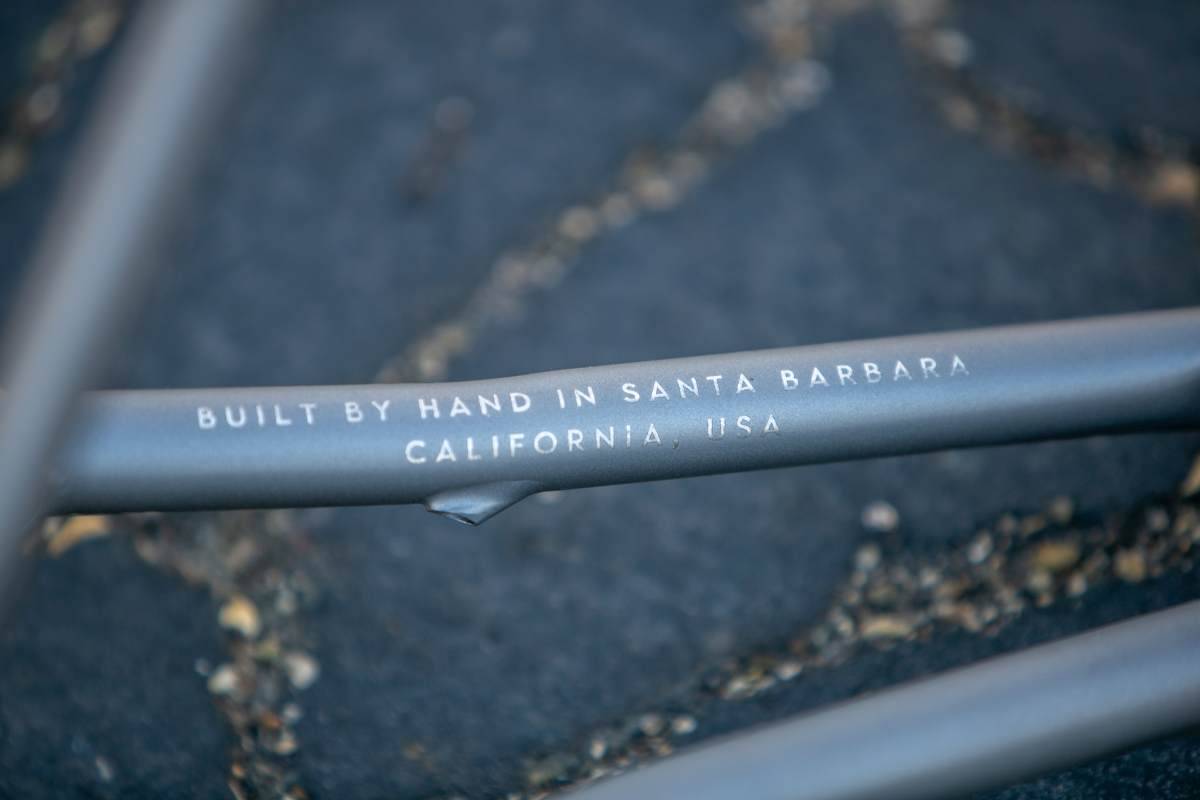 BUILT BY HAND IN SANTA BARBARA
CALIFORNIA, USA